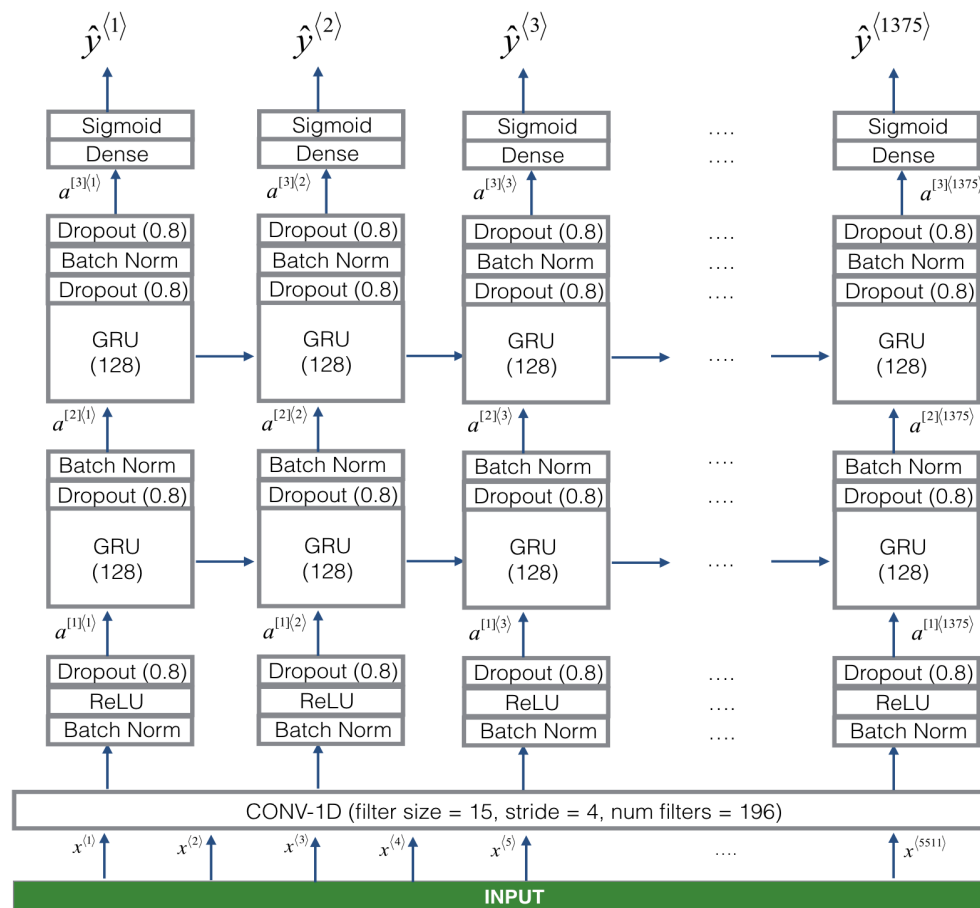 ŷ⟨1⟩ ŷ⟨2⟩ ŷ⟨3⟩ ŷ⟨1375⟩
Sigmoid Sigmoid Sigmoid .... Sigmoid
Dense Dense Dense .... Dense
a[3]⟨1⟩ a[3]⟨2⟩ a[3]⟨3⟩ a[3]⟨1375⟩
Dropout (0.8) Dropout (0.8) Dropout (0.8) .... Dropout (0.8)
Batch Norm Batch Norm Batch Norm .... Batch Norm
Dropout (0.8) Dropout (0.8) Dropout (0.8) .... Dropout (0.8)
GRU GRU GRU GRU
(128) (128) (128) .... (128)
a[2]⟨1⟩ a[2]⟨2⟩ a[2]⟨3⟩ a[2]⟨1375⟩
Batch Norm Batch Norm Batch Norm .... Batch Norm
Dropout (0.8) Dropout (0.8) Dropout (0.8) .... Dropout (0.8)
GRU GRU GRU GRU
(128) (128) (128) .... (128)
a[1]⟨1⟩ a[1]⟨2⟩ a[1]⟨3⟩ a[1]⟨1375⟩
Dropout (0.8) Dropout (0.8) Dropout (0.8) .... Dropout (0.8)
ReLU ReLU ReLU .... ReLU
Batch Norm Batch Norm Batch Norm .... Batch Norm
CONV-1D (filter size = 15, stride = 4, num filters = 196)
x⟨1⟩ x⟨2⟩ x⟨3⟩ x⟨4⟩ x⟨5⟩ .... x⟨5511⟩
INPUT